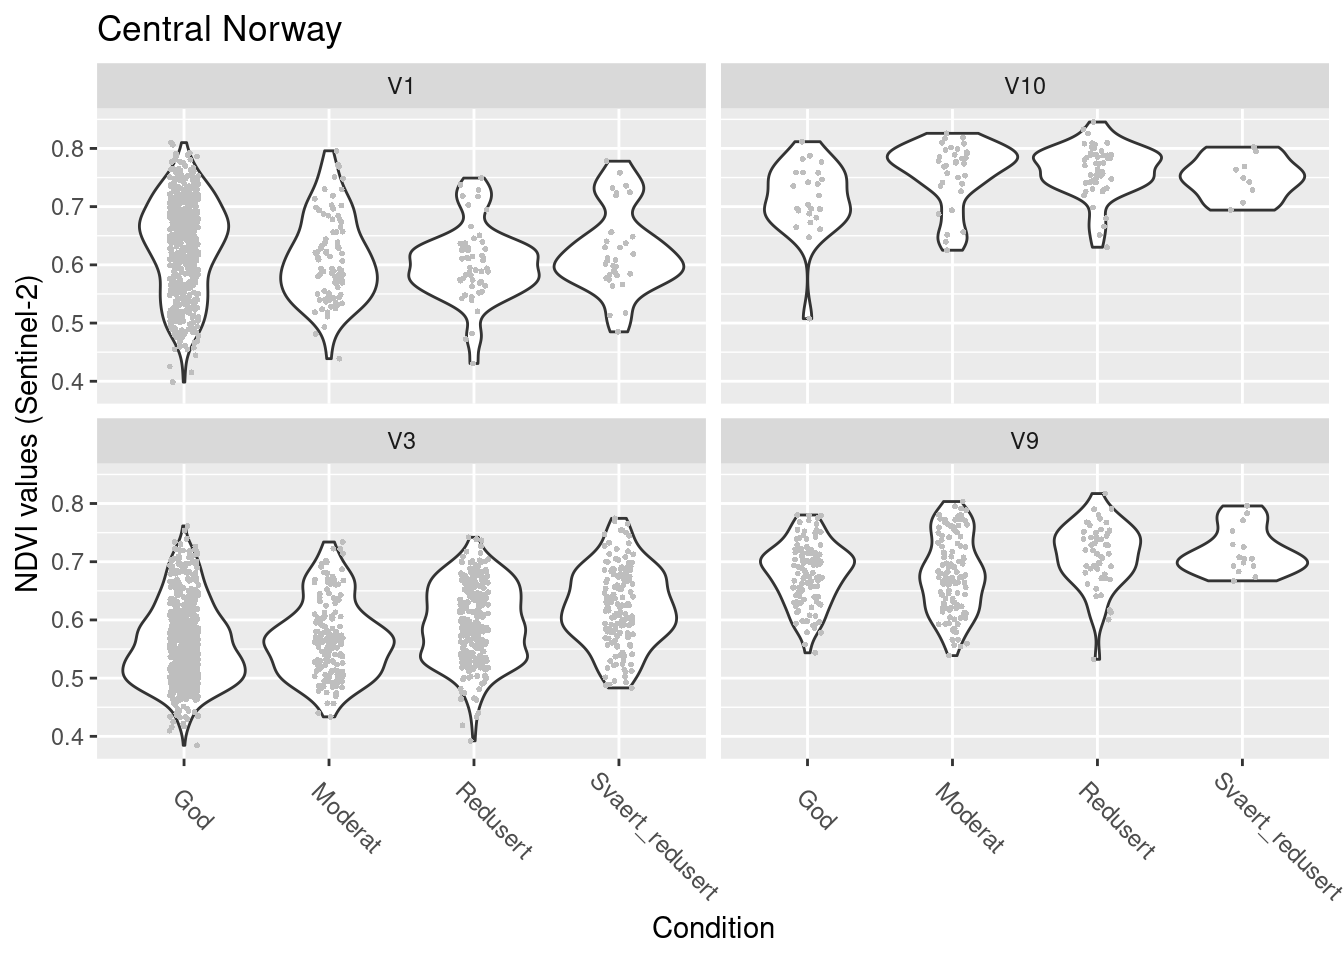 Central Norway
V1
V10
0.8
0.7
0.6
0.5
0.4
V3
V9
0.8
0.7
0.6
0.5
0.4
NDVI values (Sentinel-2)
God
Moderat
Redusert
Svaert_redusert
God
Moderat
Redusert
Svaert_redusert
Condition